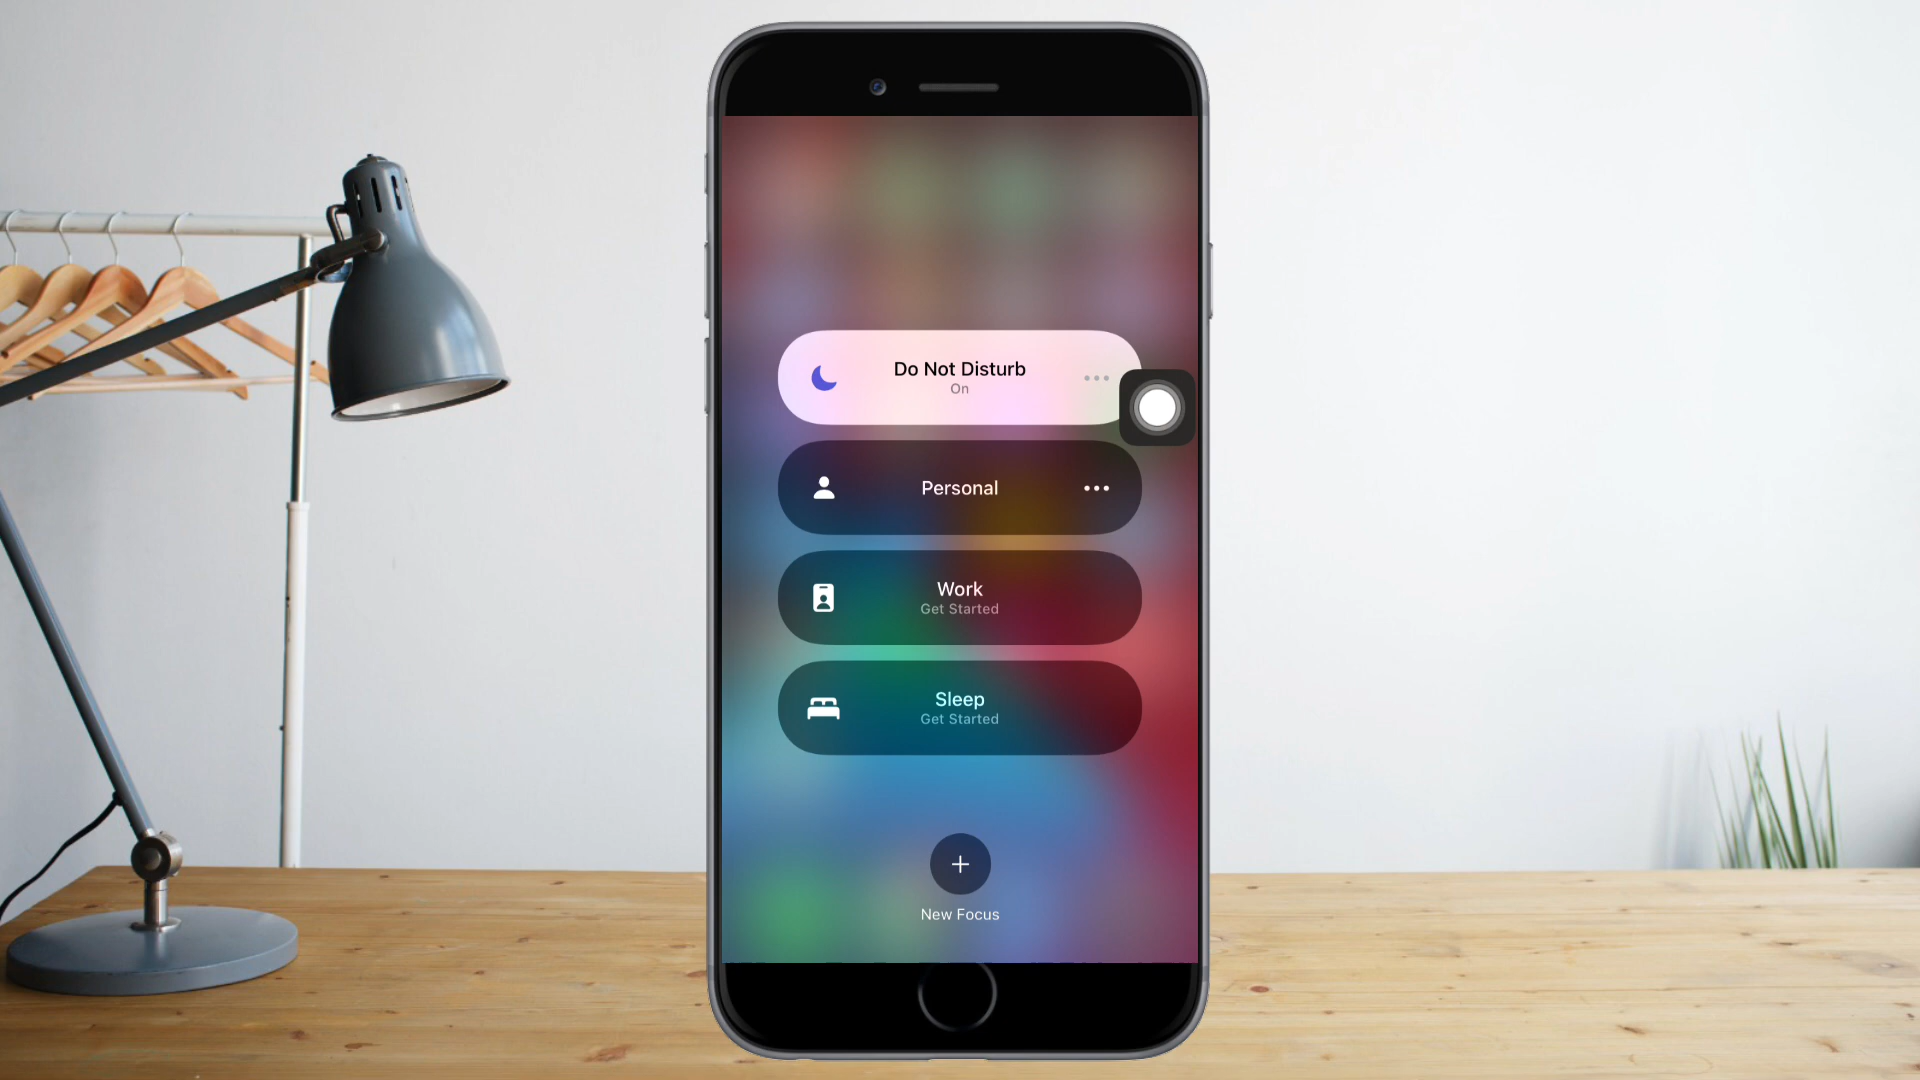 Do Not Disturb
On
Personal
Work
Get Started
Sleep
Get Started
New Focus